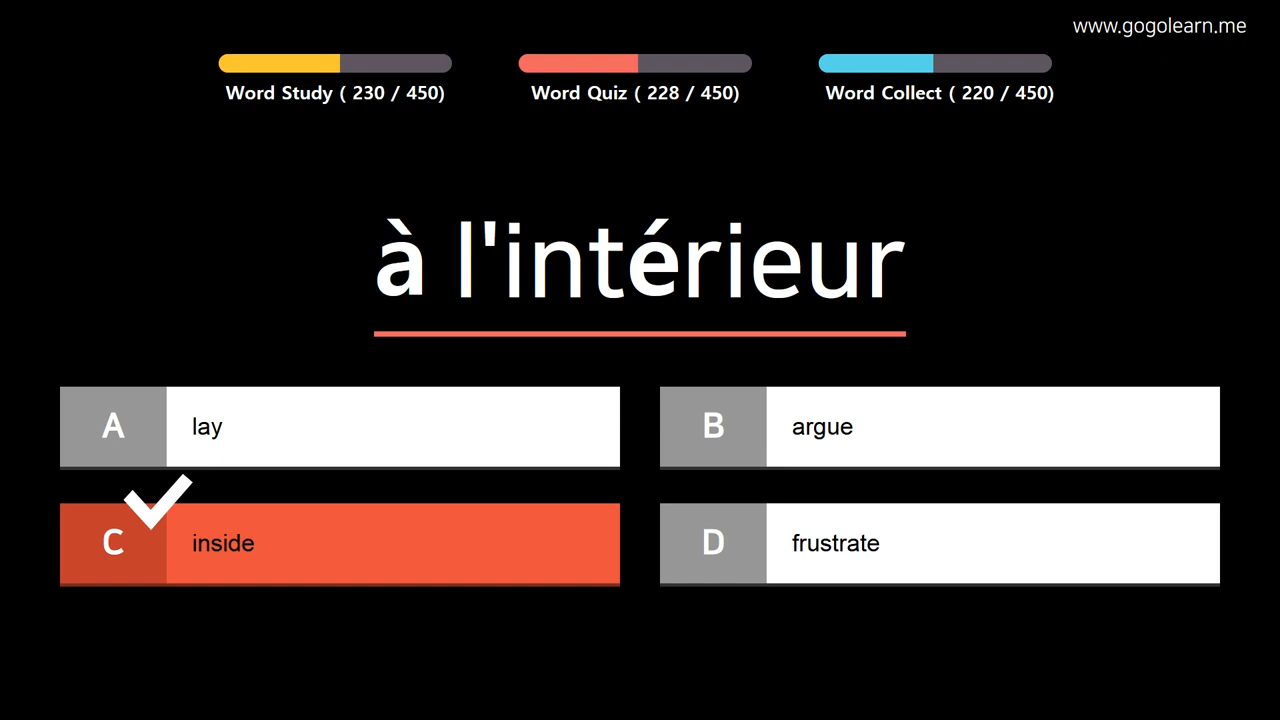 www.gogolearn.me
Word Study ( 230 / 450)
Word Quiz ( 228 / 450)
Word Collect ( 220 / 450)
à l'intérieur
A lay
B argue
C inside
D frustrate